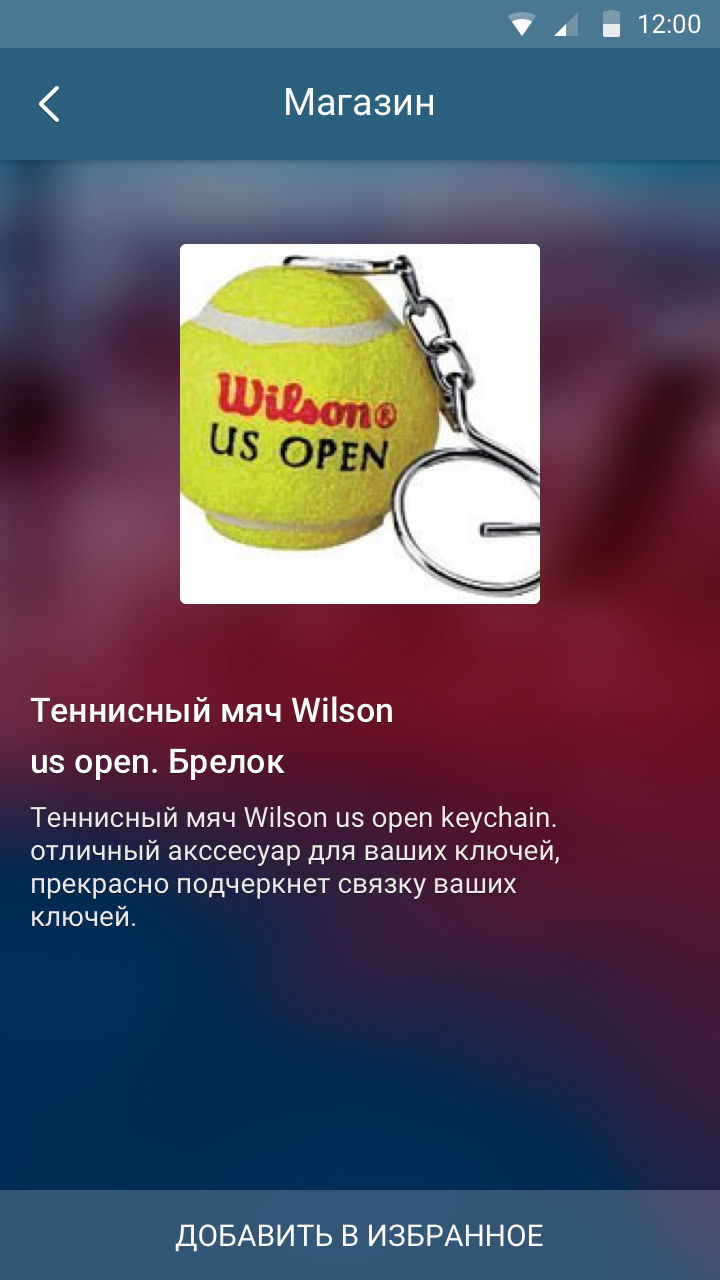 12:00
Магазин
Wilson®
US OPEN
Теннисный мяч Wilson
us open. Брелок
Теннисный мяч Wilson us open keychain.
отличный акссесуар для ваших ключей,
прекрасно подчеркнет связку ваших
ключей.
ДОБАВИТЬ В ИЗБРАННОЕ